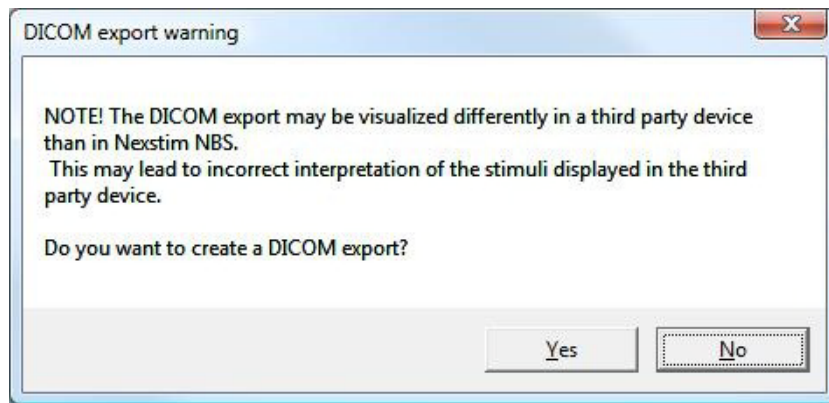 DICOM export warning
NOTE! The DICOM export may be visualized differently in a third party device
than in Nexstim NBS.
This may lead to incorrect interpretation of the stimuli displayed in the third
party device.
Do you want to create a DICOM export?
Yes
No